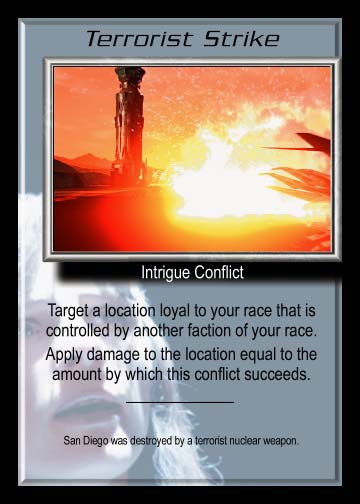 Terrorist Strike
Intrigue Conflict
Target a location loyal to your race that is
controlled by another faction of your race.
Apply damage to the location equal to the
amount by which this conflict succeeds.
San Diego was destroyed by a terrorist nuclear weapon.